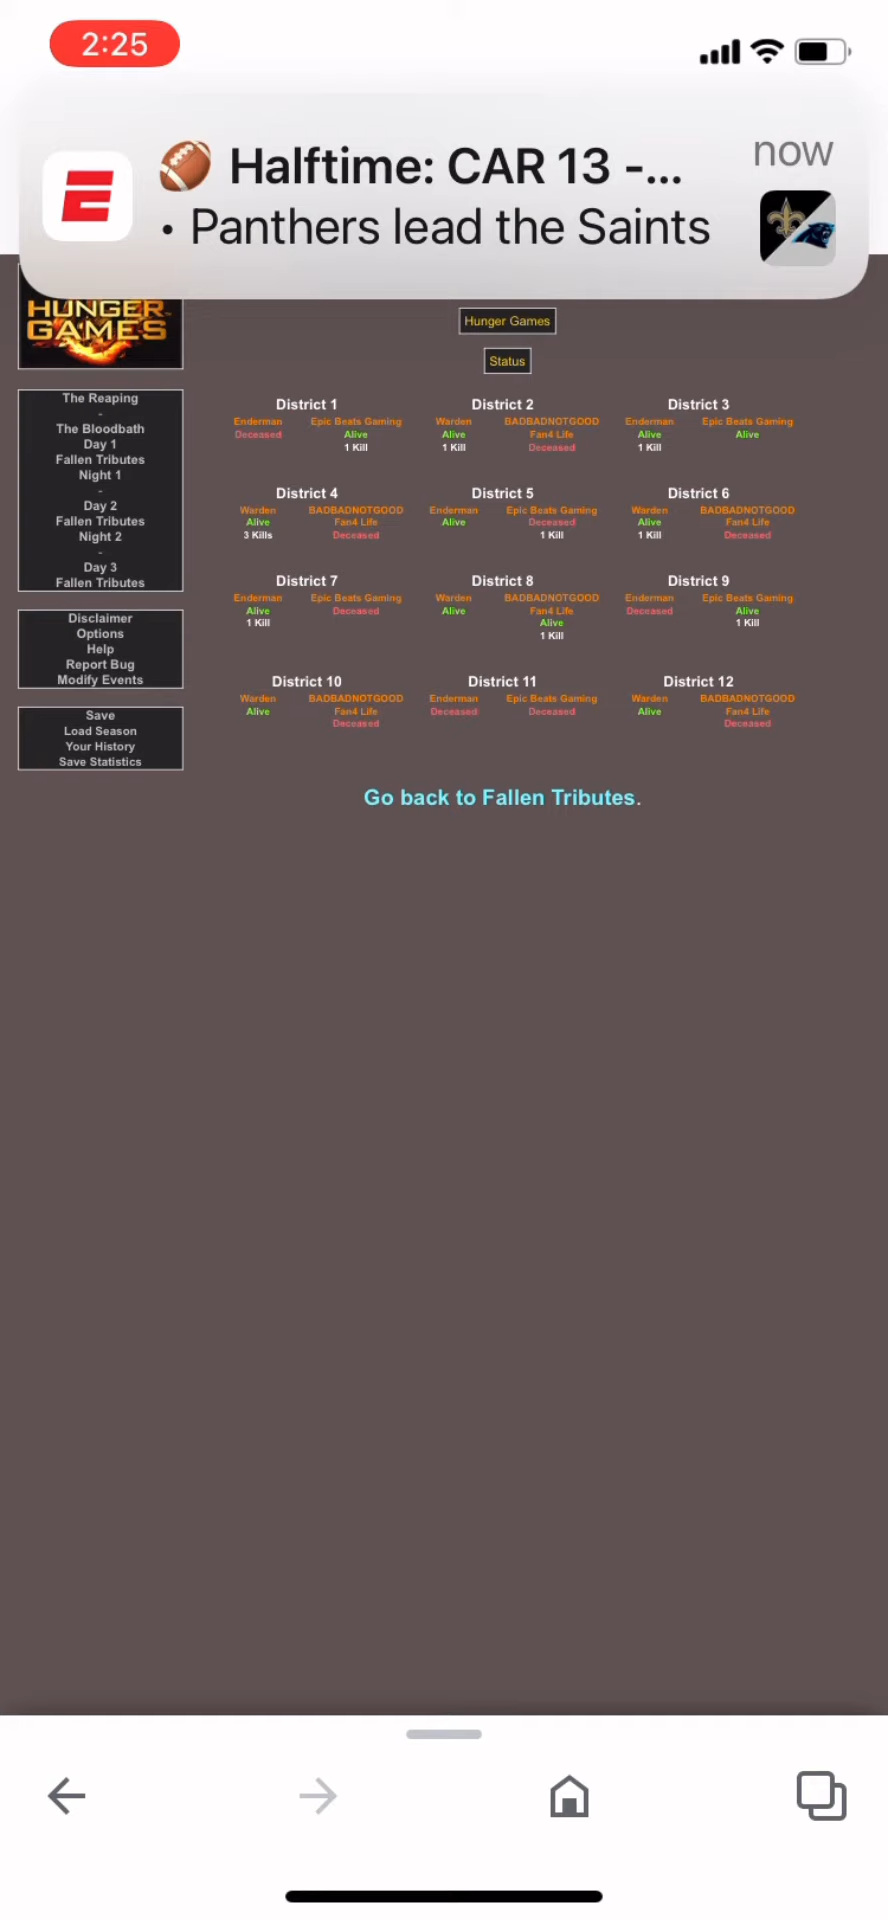 2:25
🏈 Halftime: CAR 13 -...
now
• Panthers lead the Saints
HUNGER
GAMES
Hunger Games
Status
The Reaping
-
The Bloodbath
Day 1
Fallen Tributes
Night 1
-
Day 2
Fallen Tributes
Night 2
-
Day 3
Fallen Tributes
Disclaimer
Options
Help
Report Bug
Modify Events
Save
Load Season
Your History
Save Statistics
District 1 District 2 District 3
Enderman Epic Beats Gaming Warden BADBADNOTGOOD Enderman Epic Beats Gaming
Deceased Alive Alive Fan4 Life Alive Alive
1 Kill 1 Kill Deceased 1 Kill
District 4 District 5 District 6
Warden BADBADNOTGOOD Enderman Epic Beats Gaming Warden BADBADNOTGOOD
Alive Fan4 Life Alive Deceased Alive Fan4 Life
3 Kills Deceased 1 Kill 1 Kill Deceased
District 7 District 8 District 9
Enderman Epic Beats Gaming Warden BADBADNOTGOOD Enderman Epic Beats Gaming
Alive Deceased Alive Fan4 Life Deceased Alive
1 Kill Alive 1 Kill
1 Kill
District 10 District 11 District 12
Warden BADBADNOTGOOD Enderman Epic Beats Gaming Warden BADBADNOTGOOD
Alive Fan4 Life Deceased Deceased Alive Fan4 Life
Deceased Deceased
Go back to Fallen Tributes.